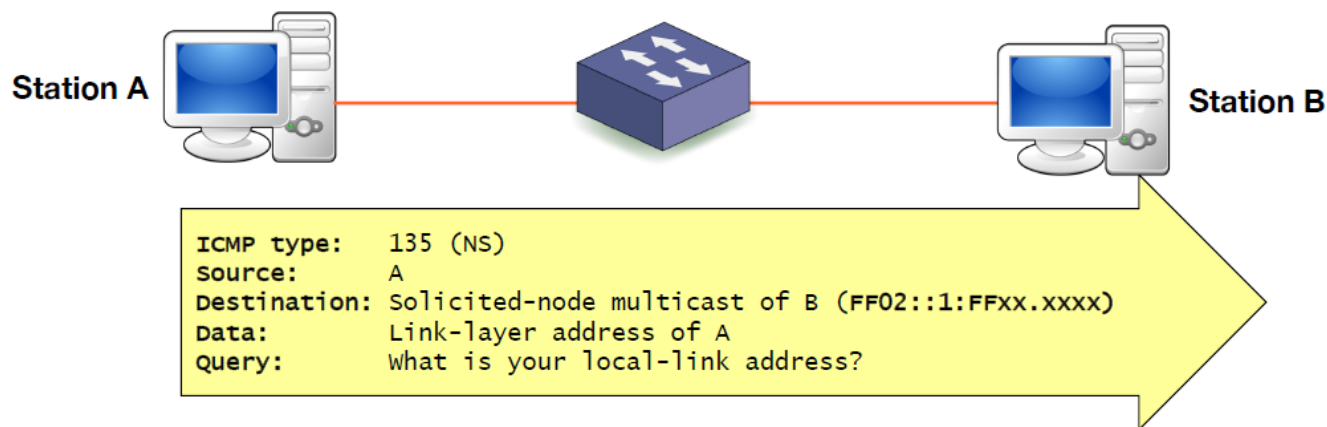 Station A
Station B
ICMP type: 135 (NS)
Source: A
Destination: Solicited-node multicast of B (FF02::1:FFxx.xxxx)
Data: Link-layer address of A
Query: What is your local-link address?